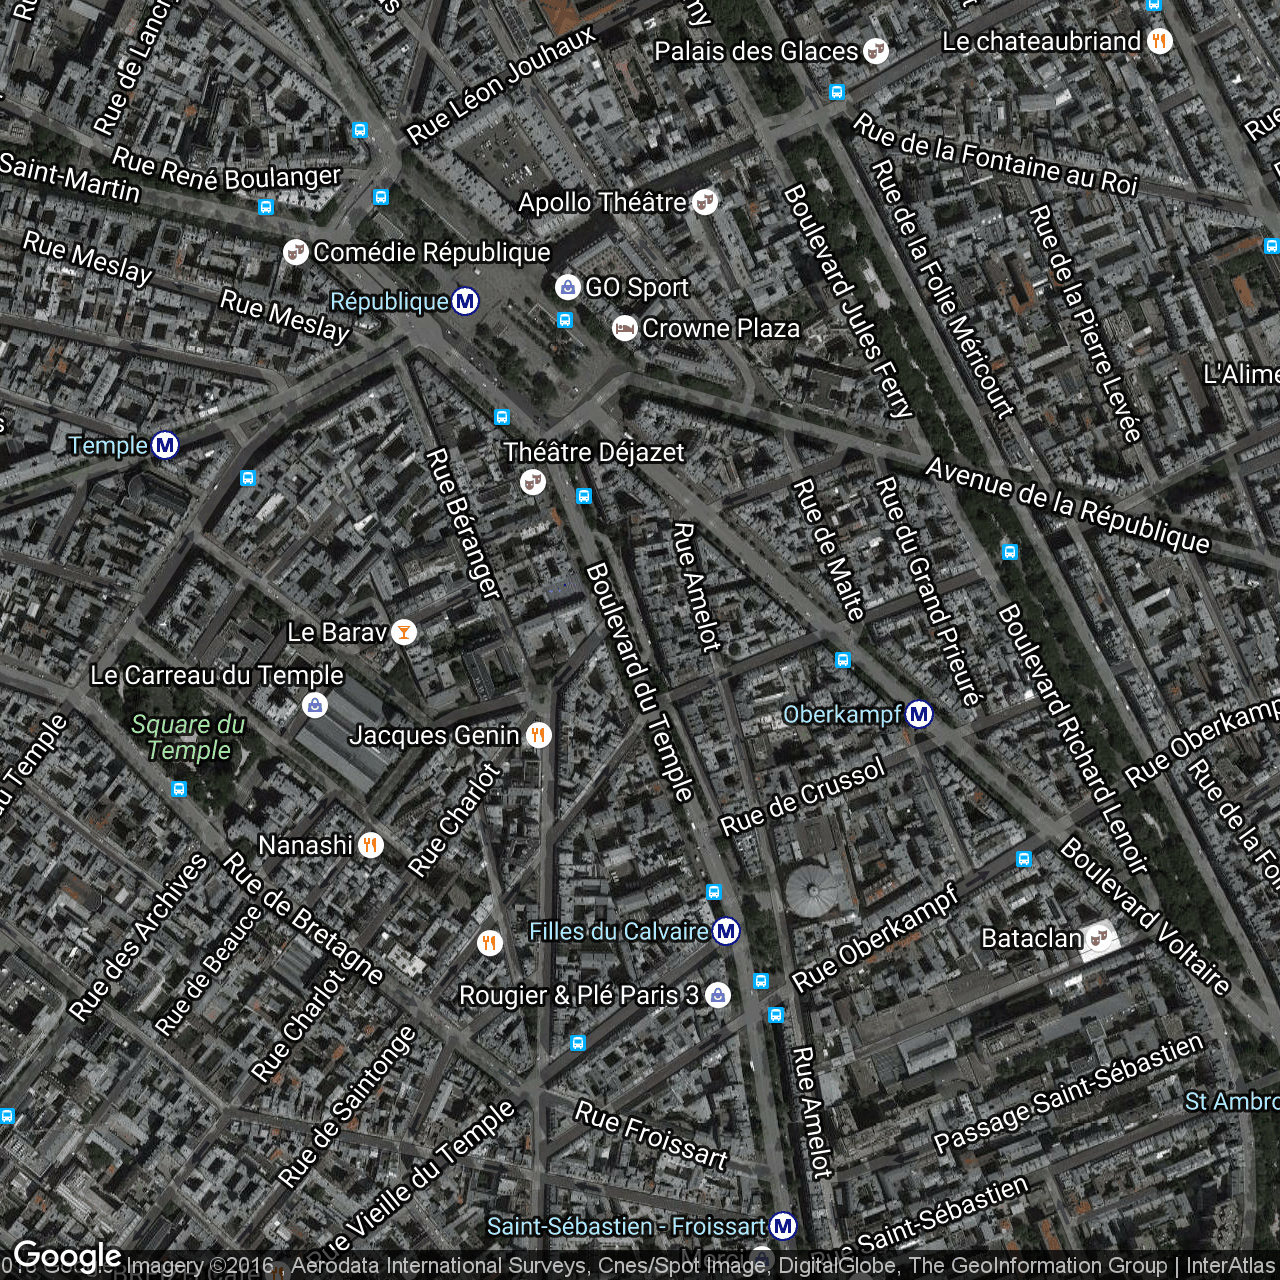 Palais des Glaces
Le chateaubriand
Rue Léon Jouhaux
Rue de la Fontaine au Roi
Rue René Boulanger
Saint-Martin
Apollo Théâtre
Rue de la Folie Méricourt
Boulevard Jules Ferry
Rue de la Pierre Levée
Rue Meslay
Comédie République
République
GO Sport
Rue Meslay
Crowne Plaza
Temple
Théâtre Déjazet
Rue Béranger
Avenue de la République
Rue de Malte
Rue du Grand Prieuré
Rue Amelot
Boulevard du Temple
Boulevard Richard Lenoir
Le Barav
Le Carreau du Temple
Square du
Temple
Jacques Genin
Oberkampf
Rue Oberkampf
Rue de Crussol
Rue Charlot
Nanashi
Rue de Bretagne
Rue des Archives
Rue de Beauce
Rue Charlot
Filles du Calvaire
Rue Oberkampf
Bataclan
Boulevard Voltaire
Rougier & Plé Paris 3
Rue de Saintonge
Rue Vieille du Temple
Rue Froissart
Rue Amelot
Passage Saint-Sébastien
St Ambro
Saint-Sébastien - Froissart
Rue Saint-Sébastien
Merci
Google
Imagery ©2016 , Aerodata International Surveys, Cnes/Spot Image, DigitalGlobe, The GeoInformation Group | InterAtlas